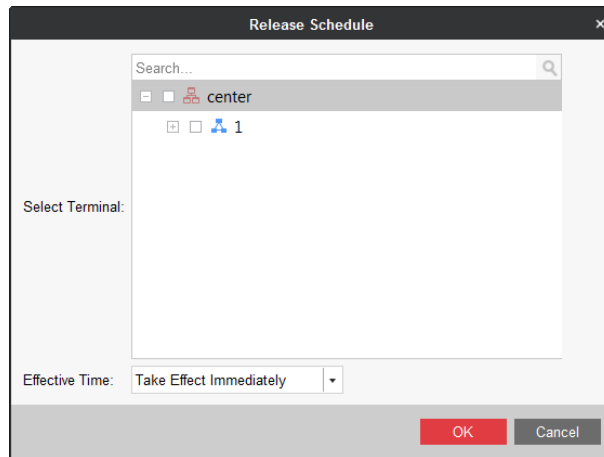 Release Schedule
Search...
center
1
Select Terminal:
Effective Time: Take Effect Immediately
OK Cancel